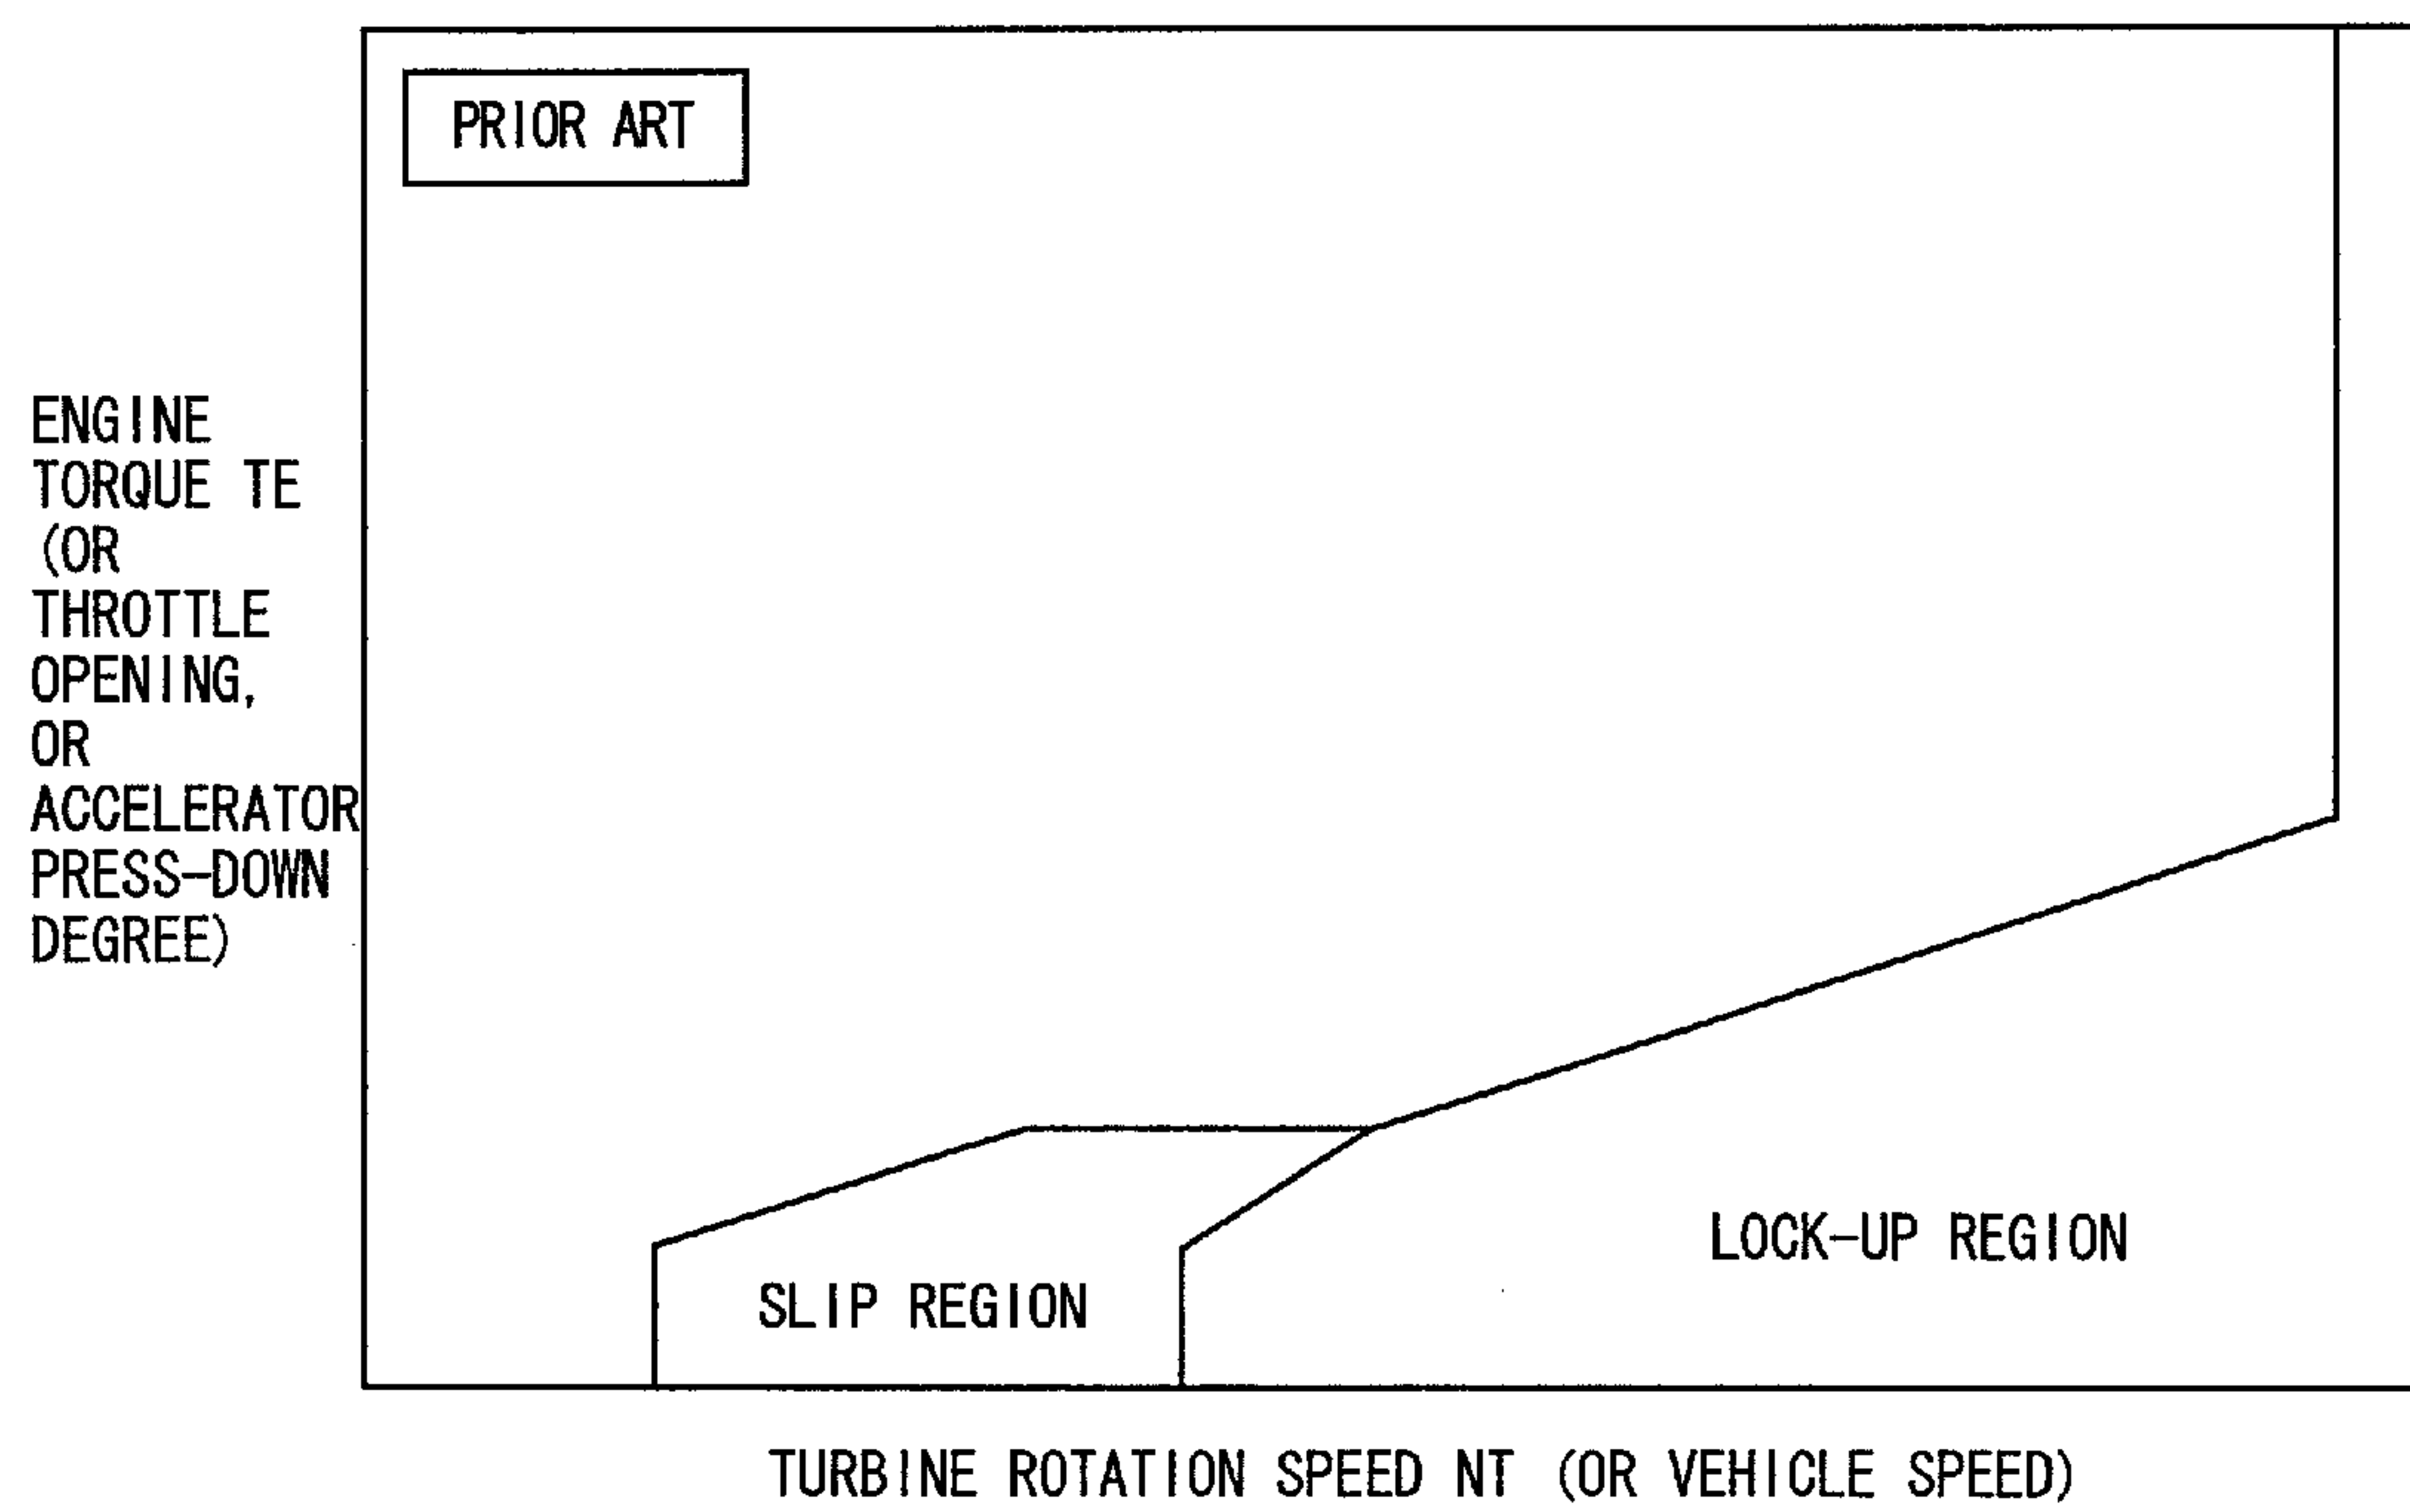 PRIOR ART
ENGINE
TORQUE TE
(OR
THROTTLE
OPENING,
OR
ACCELERATOR
PRESS-DOWN
DEGREE)
LOCK-UP REGION
SLIP REGION
TURBINE ROTATION SPEED NT (OR VEHICLE SPEED)